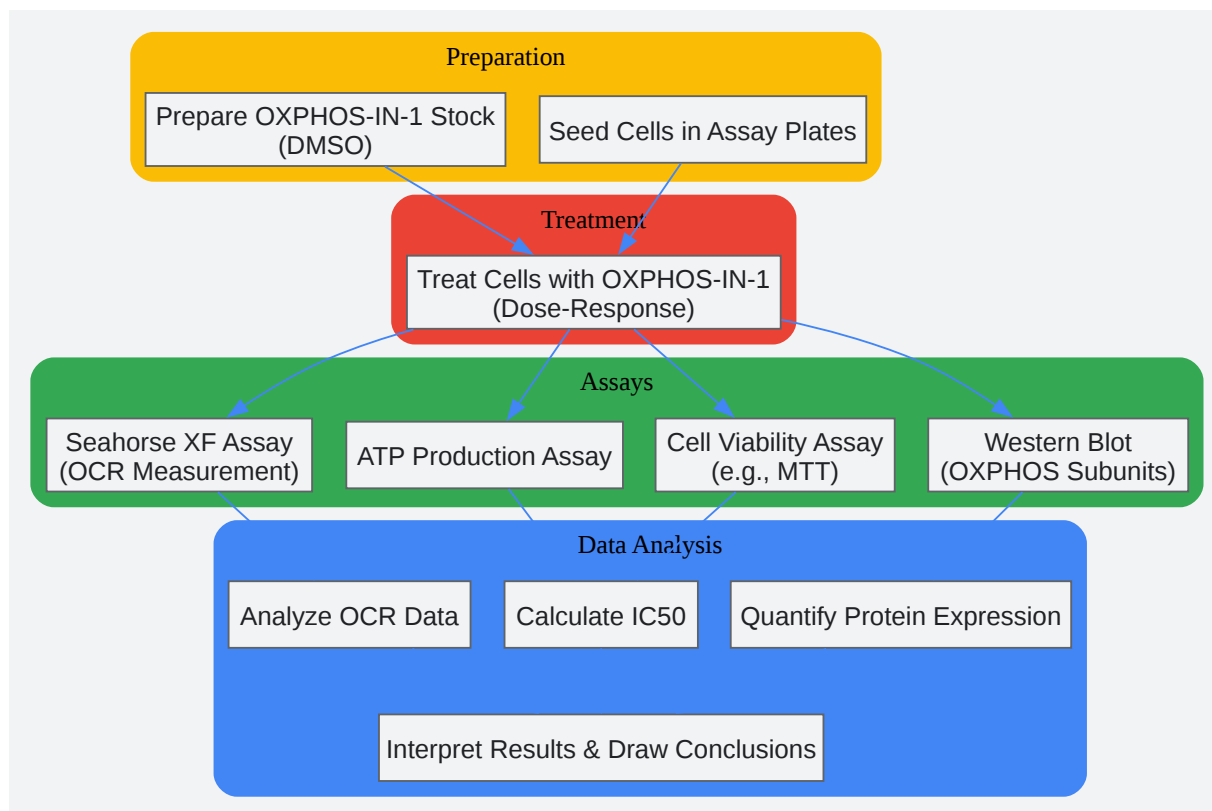 Preparation
Prepare OXPHOS-IN-1 Stock
(DMSO)
Seed Cells in Assay Plates
Treatment
Treat Cells with OXPHOS-IN-1
(Dose-Response)
Assays
Seahorse XF Assay
(OCR Measurement)
ATP Production Assay
Cell Viability Assay
(e.g., MTT)
Western Blot
(OXPHOS Subunits)
Data Analysis
Analyze OCR Data
Calculate IC50
Quantify Protein Expression
Interpret Results & Draw Conclusions